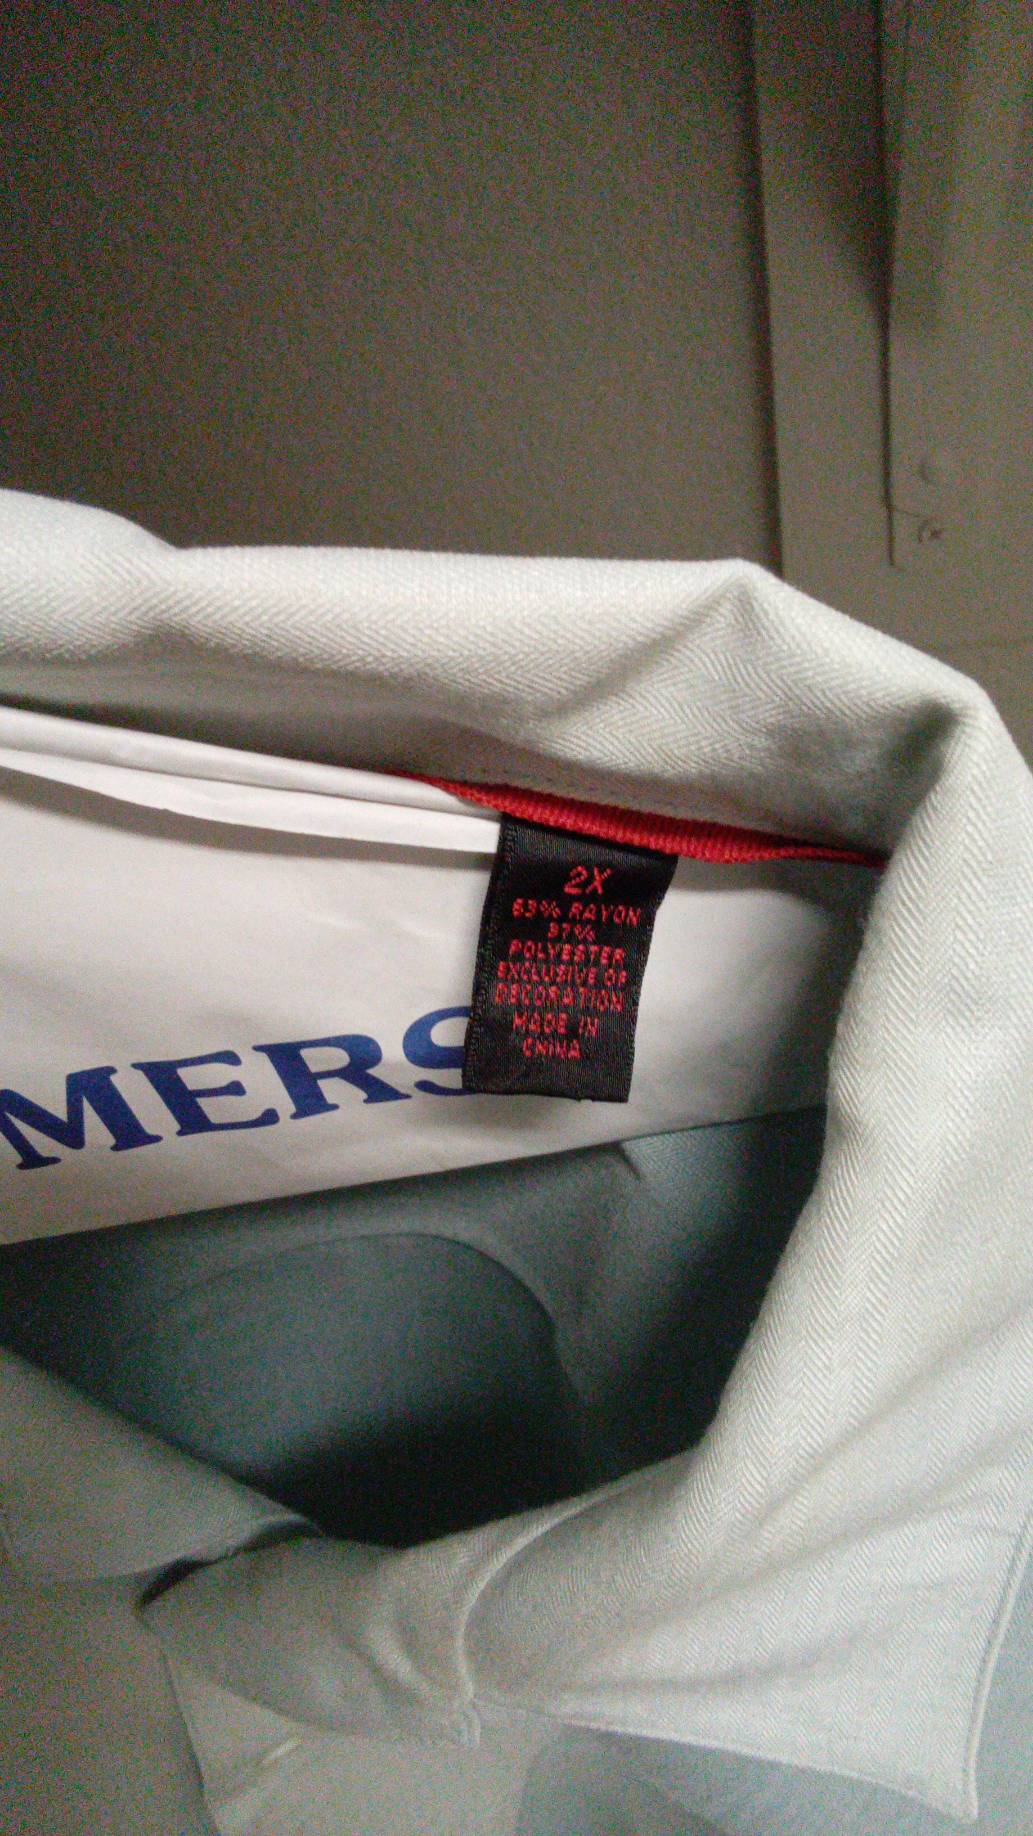 2X
63% RAYON
37%
POLYESTER
EXCLUSIVE OF
DECORATION
MADE IN
CHINA
MERS